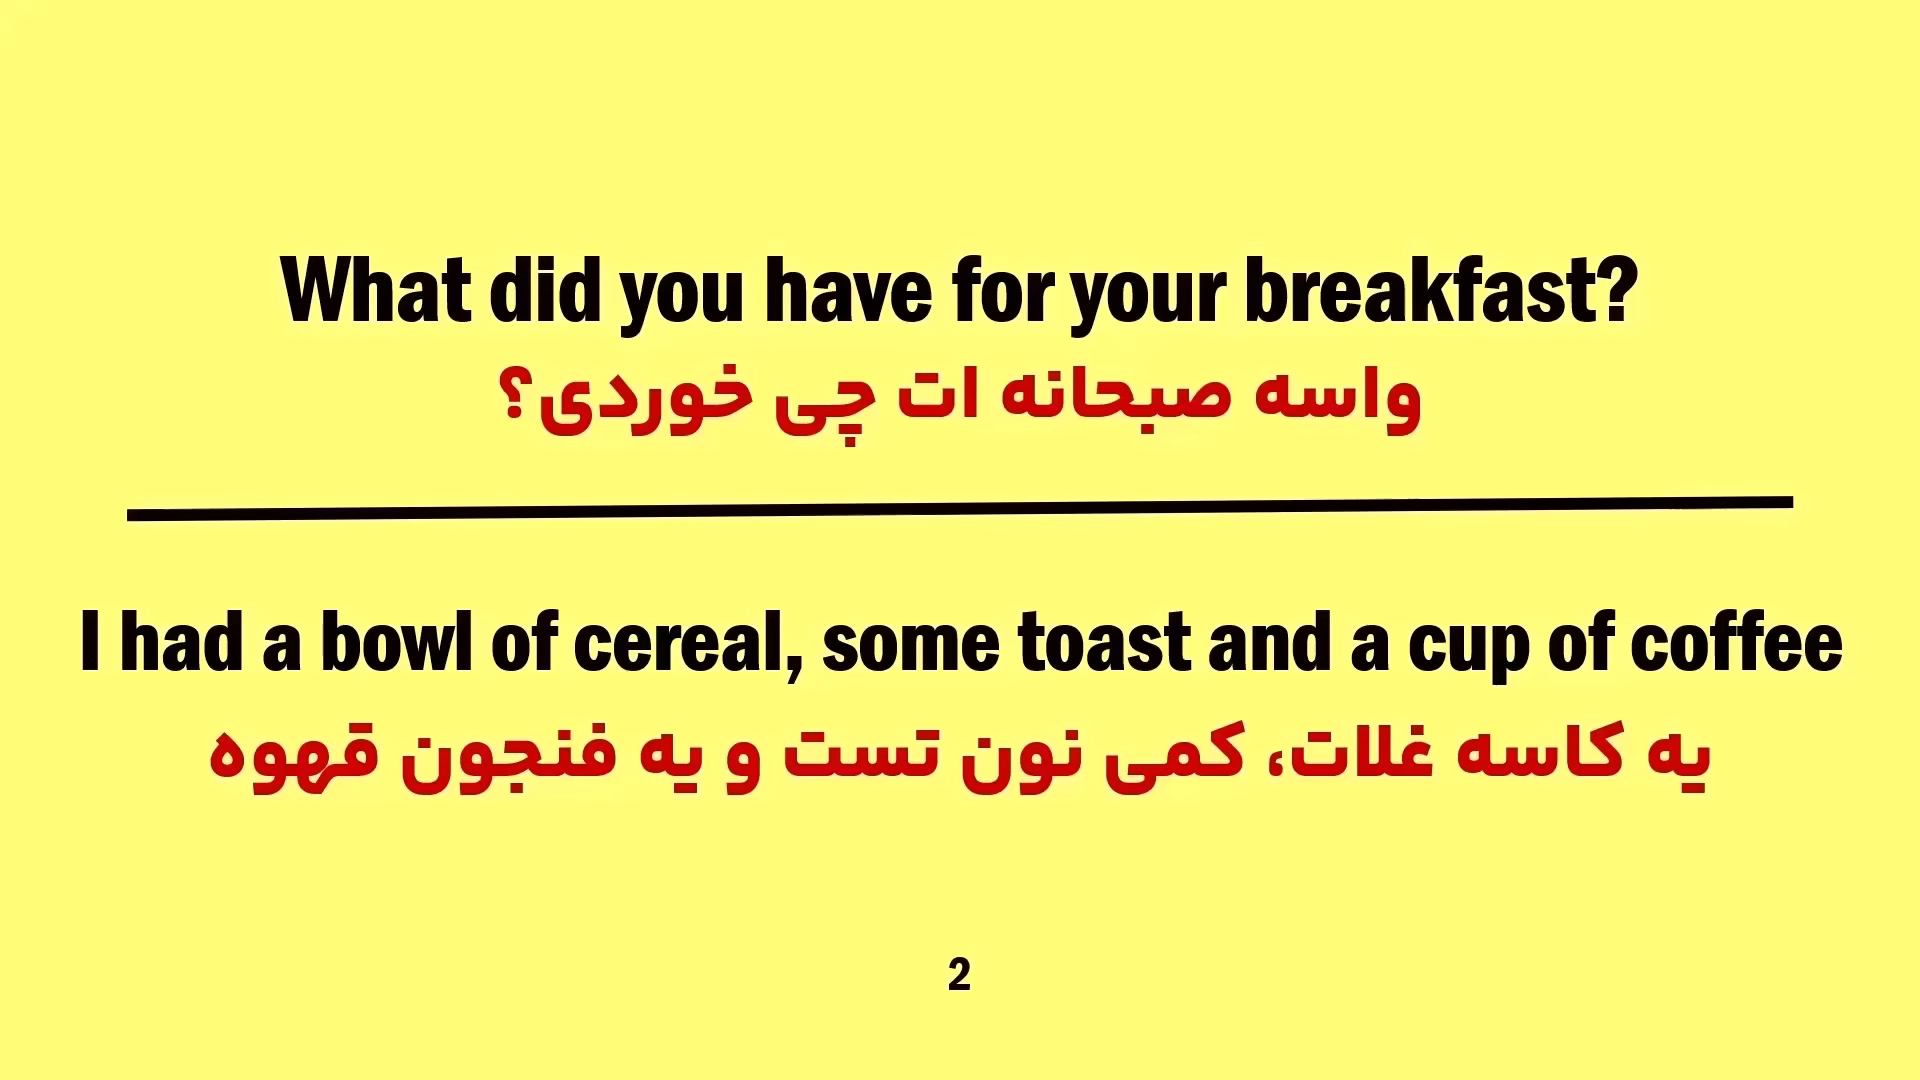 What did you have for your breakfast?
واسه صبحانه ات چی خوردی؟
I had a bowl of cereal, some toast and a cup of coffee
یه کاسه غلات، کمی نون تست و یه فنجون قهوه
2